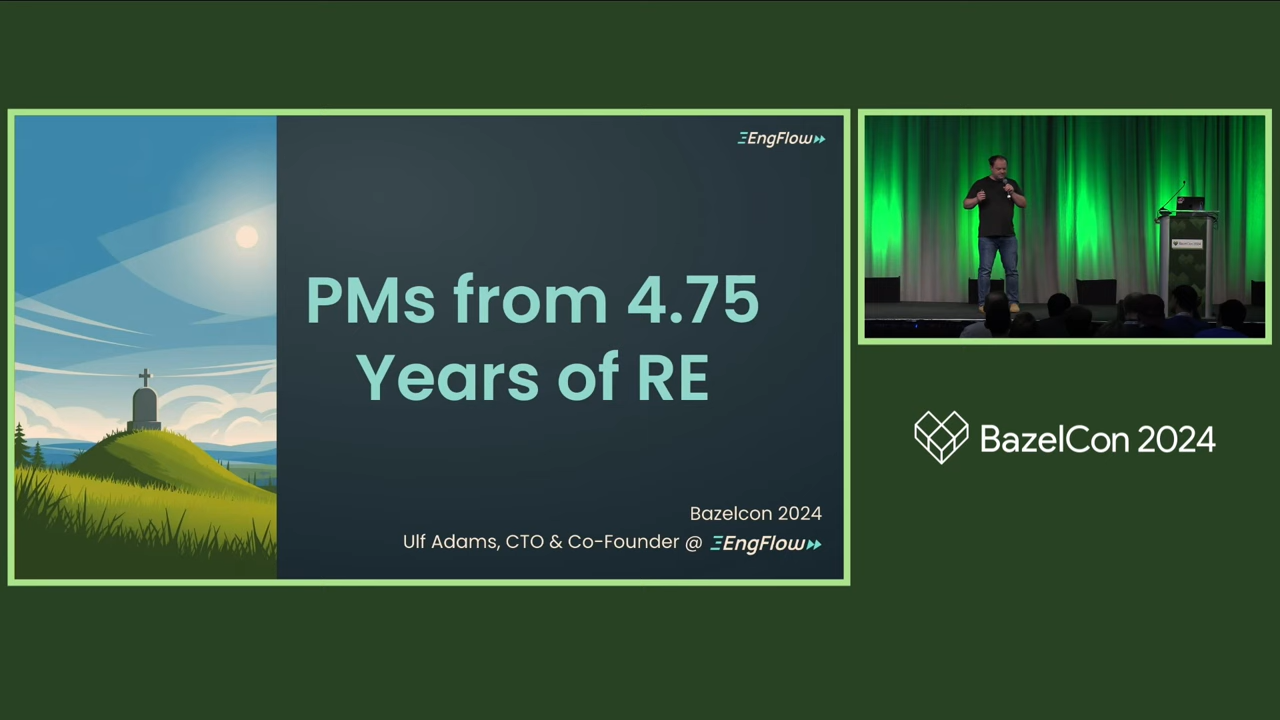 EngFlow
PMs from 4.75
Years of RE
Bazelcon 2024
Ulf Adams, CTO & Co-Founder @ EngFlow
BazelCon 2024